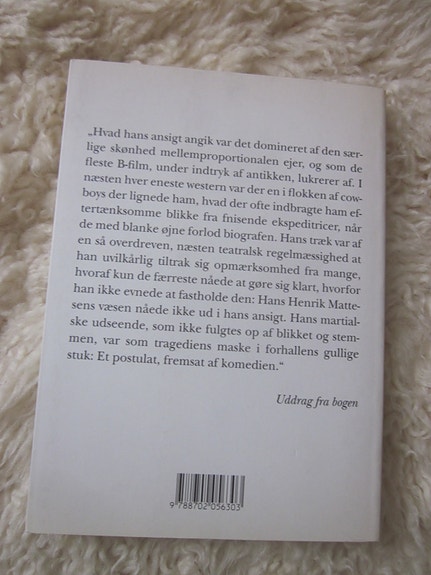 „Hvad hans ansigt angik var det domineret af den sær-
lige skønhed mellemproportionalen ejer, og som de
fleste B-film, under indtryk af antikken, lukrerer af. I
næsten hver eneste western var der en i flokken af cow-
boys der lignede ham, hvad der ofte indbragte ham ef-
tertænksomme blikke fra fnisende ekspeditricer, når
de med blanke øjne forlod biografen. Hans træk var af
en så overdreven, næsten teatralsk regelmæssighed at
han uvilkårlig tiltrak sig opmærksomhed fra mange,
hvoraf kun de færreste nåede at gøre sig klart, hvorfor
han ikke evnede at fastholde den: Hans Henrik Matte-
sens væsen nåede ikke ud i hans ansigt. Hans martial-
ske udseende, som ikke fulgtes op af blikket og stem-
men, var som tragediens maske i forhallens gullige
stuk: Et postulat, fremsat af komedien.“
Uddrag fra bogen
9 788702 056303